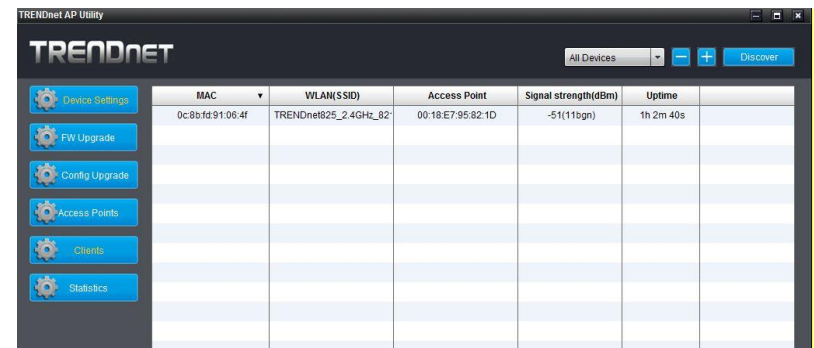 TRENDnet AP Utility
TRENDNET
All Devices
Discover
Device Settings
MAC WLAN(SSID) Access Point Signal strength(dBm) Uptime
0c:8b:fd:91:06:4f TRENDnet825_2.4GHz_82 00:18:E7:95:82:1D -51(11bgn) 1h 2m 40s
FW Upgrade
Config Upgrade
Access Points
Clients
Statistics